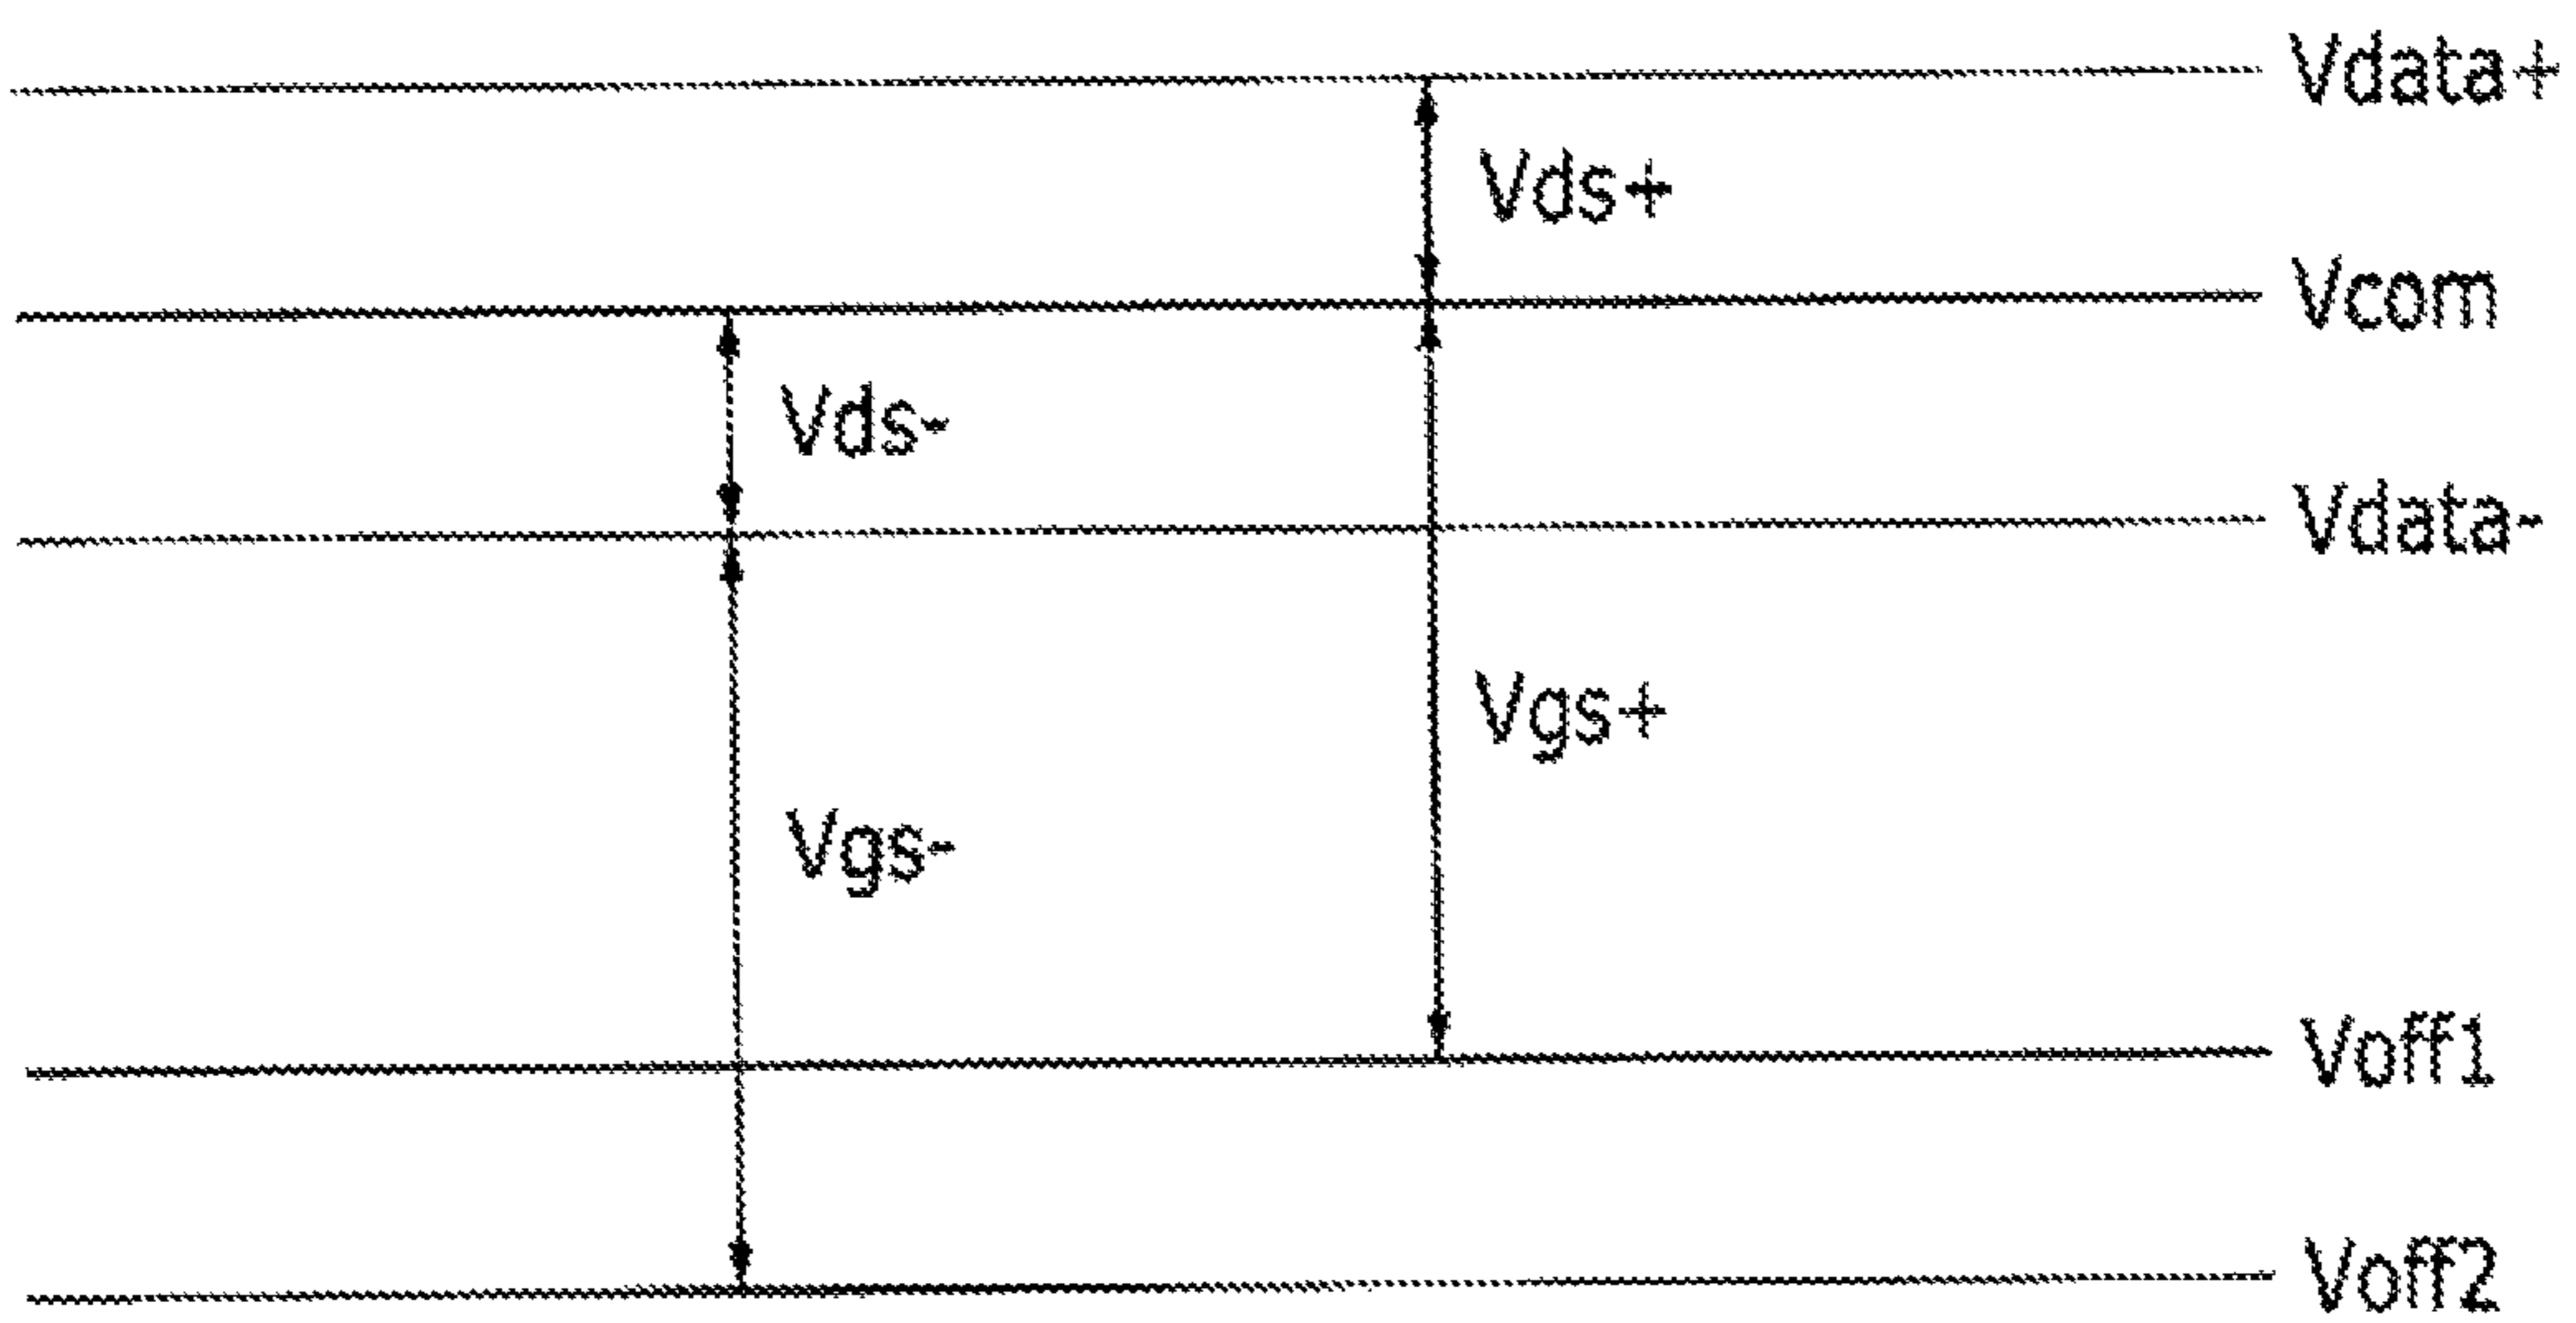 Vdata+
Vds+
Vcom
Vds-
Vdata-
Vgs+
Vgs-
Voff1
Voff2